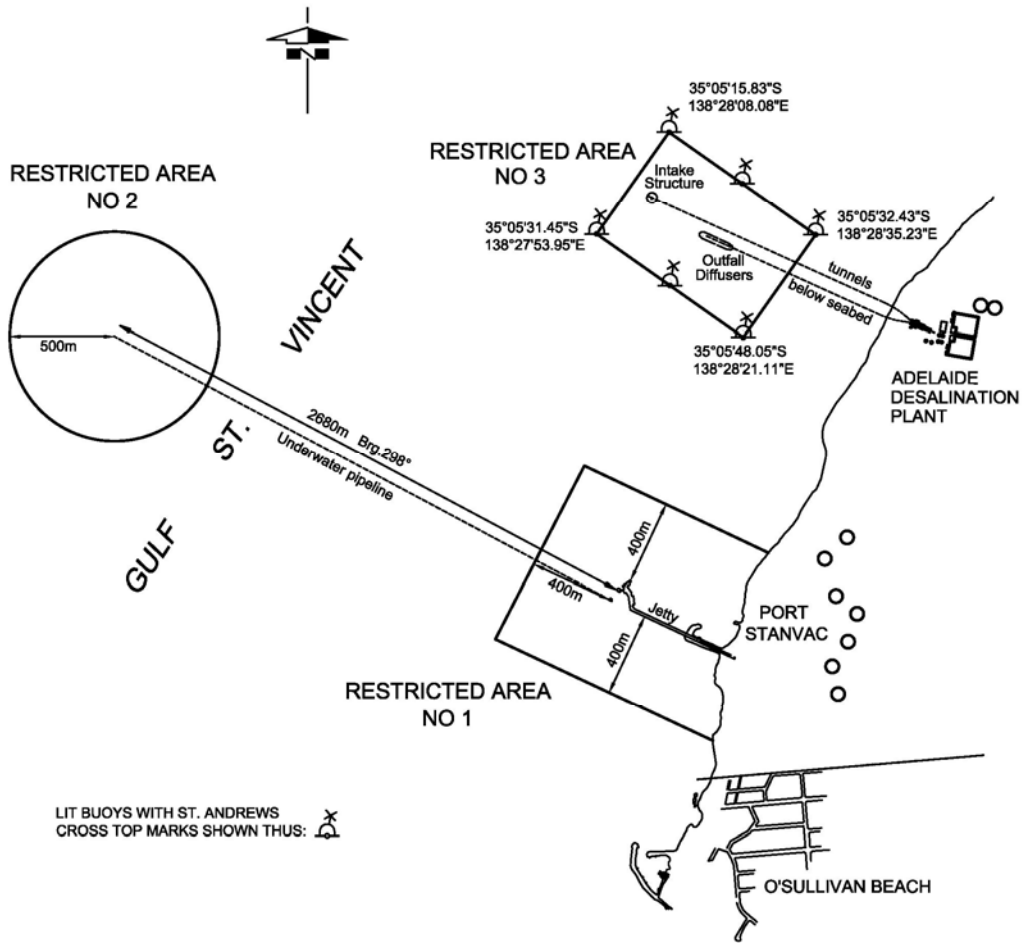 N
35°05'15.83"S
138°28'08.08"E
RESTRICTED AREA
NO 3
RESTRICTED AREA
NO 2
Intake
Structure
35°05'31.45"S
138°27'53.95"E
35°05'32.43"S
138°28'35.23"E
Outfall
Diffusers
tunnels
below seabed
35°05'48.05"S
138°28'21.11"E
ADELAIDE
DESALINATION
PLANT
500m
GULF ST. VINCENT
2680m Brg.298°
Underwater pipeline
400m
400m
Jetty
400m
PORT
STANVAC
RESTRICTED AREA
NO 1
LIT BUOYS WITH ST. ANDREWS
CROSS TOP MARKS SHOWN THUS:
O'SULLIVAN BEACH